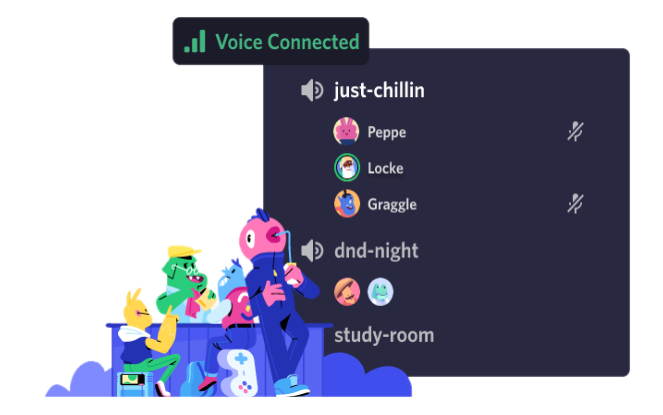 Voice Connected
just-chillin
Peppe
Locke
Graggle
dnd-night
study-room